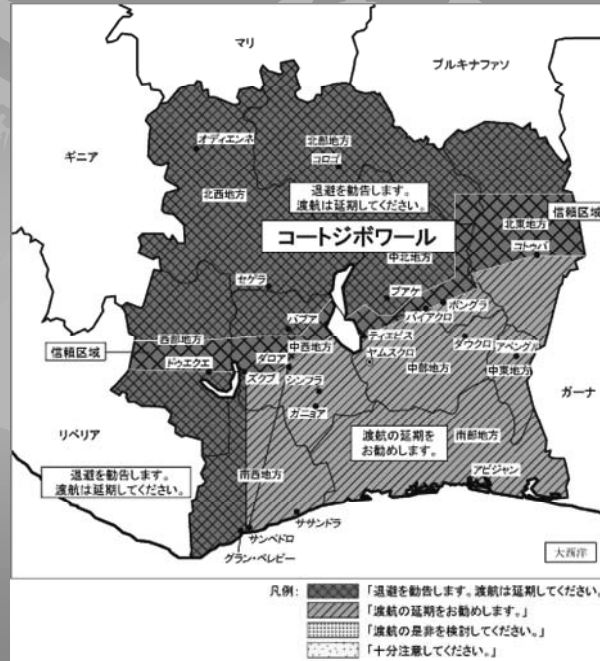 マリ
ブルキナファソ
ギニア
オディエンネ
北部地方
コロゴ
北西地方
退避を勧告します。
渡航は延期してください。
信頼区域
北東地方
コートジボワール
コトゥバ
中北地方
セゲラ
ブアケ
ボングラ
バイアクロ
バブア
ティエビス
西部地方
中西地方
ダウクロ
アベングル
信頼区域
ヤムスクロ
ドゥエクエ
ダロア
中部地方
中東地方
ズクブ
シンフラ
ガーナ
ガニョア
リベリア
渡航の延期を
お勧めします。
南部地方
退避を勧告します。
渡航は延期してください。
南西地方
アビジャン
ササンドラ
サンペドロ
グラン・ベレビー
大西洋
凡例:
「退避を勧告します。渡航は延期してください。
「渡航の延期をお勧めします。」
「渡航の是非を検討してください。」
「十分注意してください。」